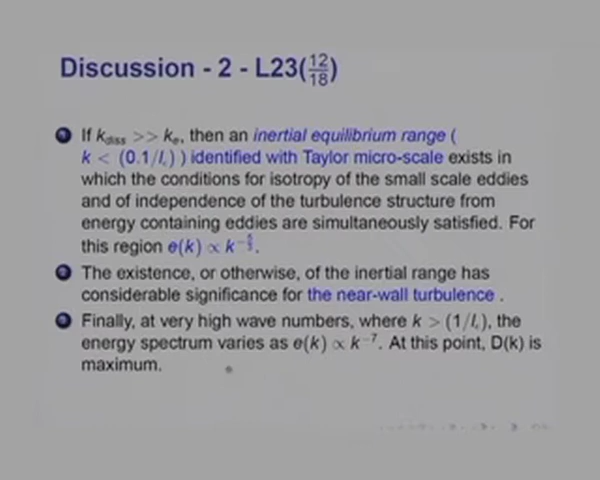 Discussion - 2 - L23(12/18)
If k_diss >> k_e, then an inertial equilibrium range (
k < (0.1/l_ε) ) identified with Taylor micro-scale exists in
which the conditions for isotropy of the small scale eddies
and of independence of the turbulence structure from
energy containing eddies are simultaneously satisfied. For
this region e(k) ∝ k^{-5/3}.
The existence, or otherwise, of the inertial range has
considerable significance for the near-wall turbulence .
Finally, at very high wave numbers, where k > (1/l_ε), the
energy spectrum varies as e(k) ∝ k^{-7}. At this point, D(k) is
maximum.